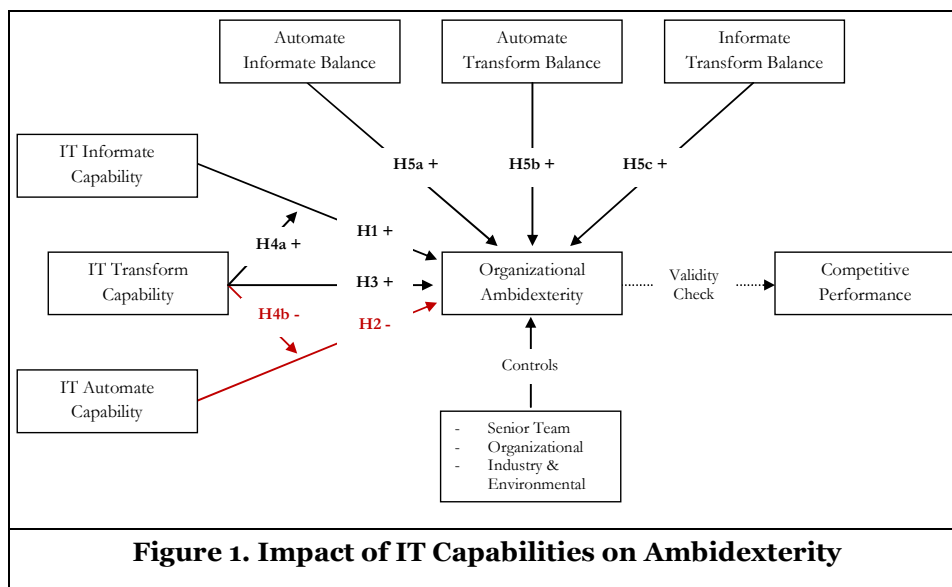 Automate
Informate Balance
Automate
Transform Balance
Informate
Transform Balance
IT Informate
Capability
H5a +
H5b +
H5c +
H4a +
H1 +
IT Transform
Capability
H3 +
Organizational
Ambidexterity
Validity
Check
Competitive
Performance
H4b -
H2 -
IT Automate
Capability
Controls
- Senior Team
- Organizational
- Industry &
Environmental
Figure 1. Impact of IT Capabilities on Ambidexterity